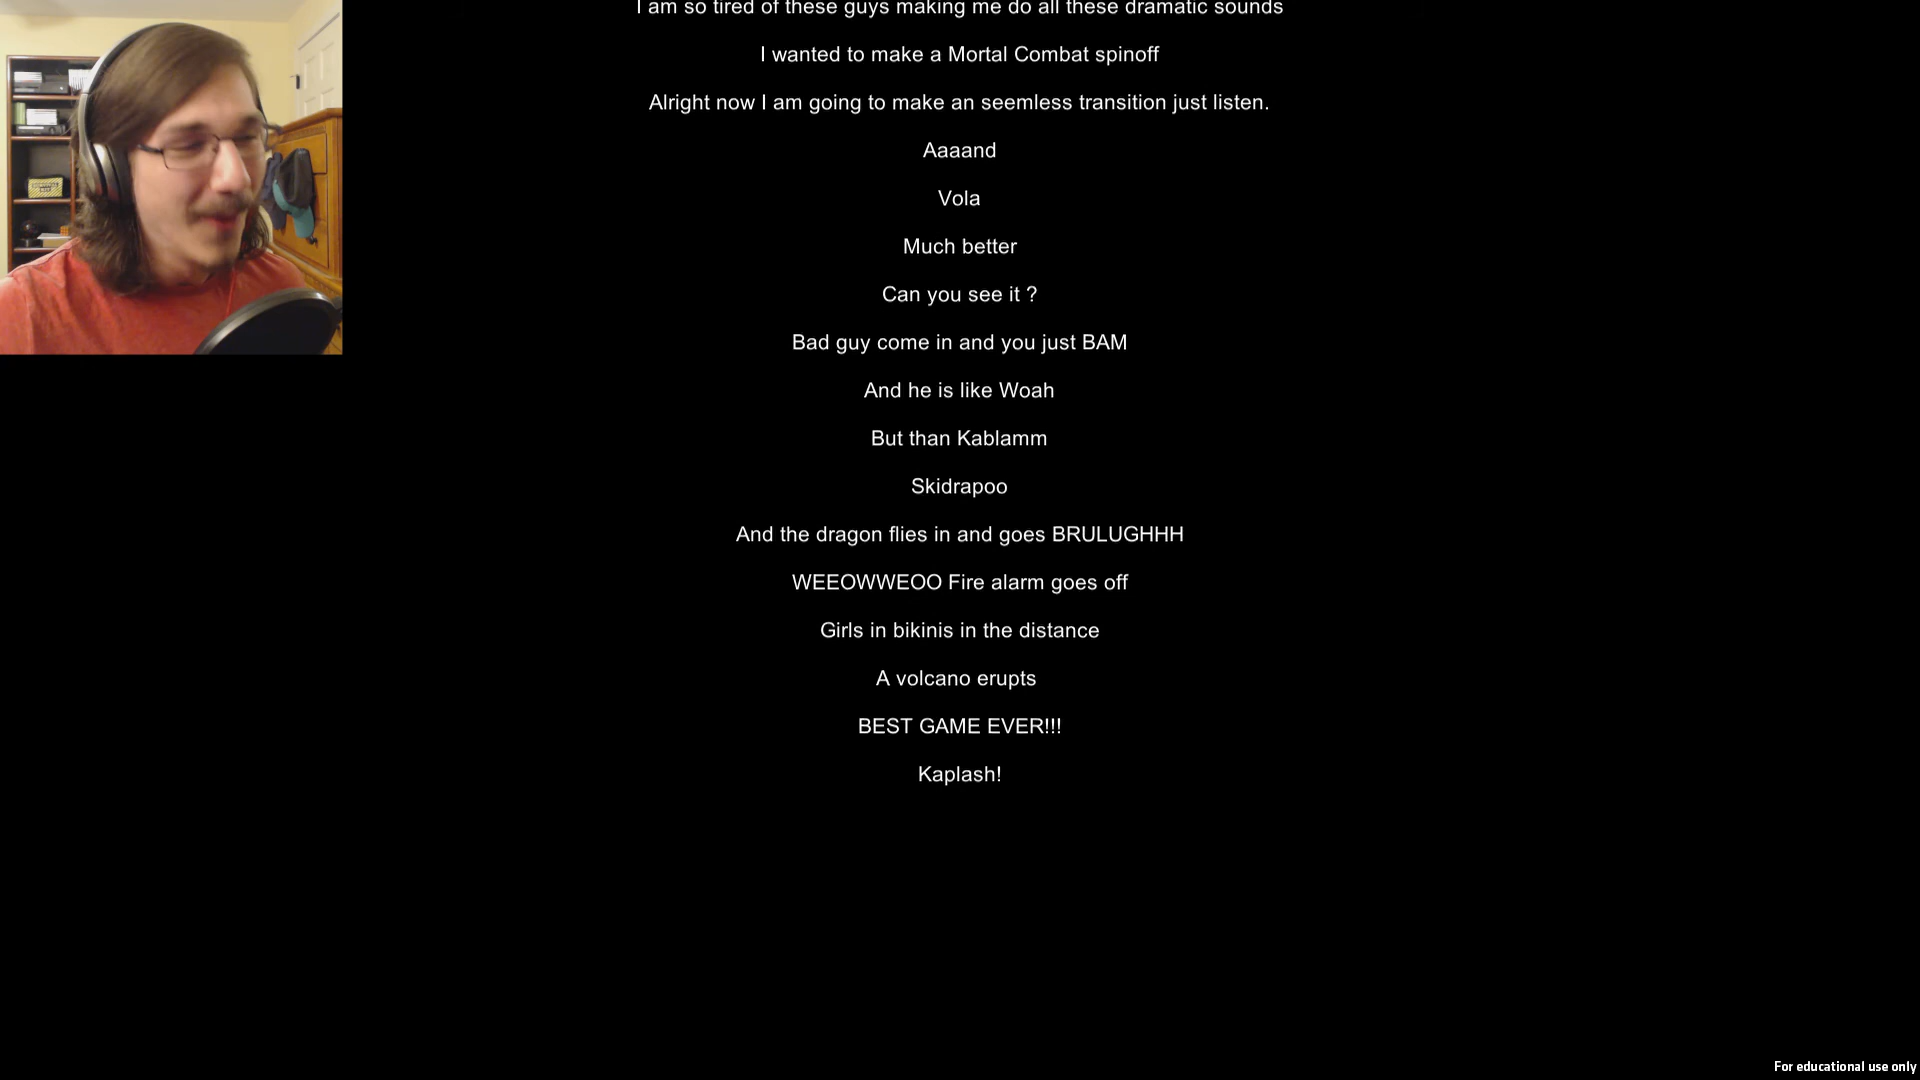 I am so tired of these guys making me do all these dramatic sounds
I wanted to make a Mortal Combat spinoff
Alright now I am going to make an seemless transition just listen.
Aaaand
Vola
Much better
Can you see it ?
Bad guy come in and you just BAM
And he is like Woah
But than Kablamm
Skidrapoo
And the dragon flies in and goes BRULUGHHH
WEEOWWEOO Fire alarm goes off
Girls in bikinis in the distance
A volcano erupts
BEST GAME EVER!!!
Kaplash!
For educational use only